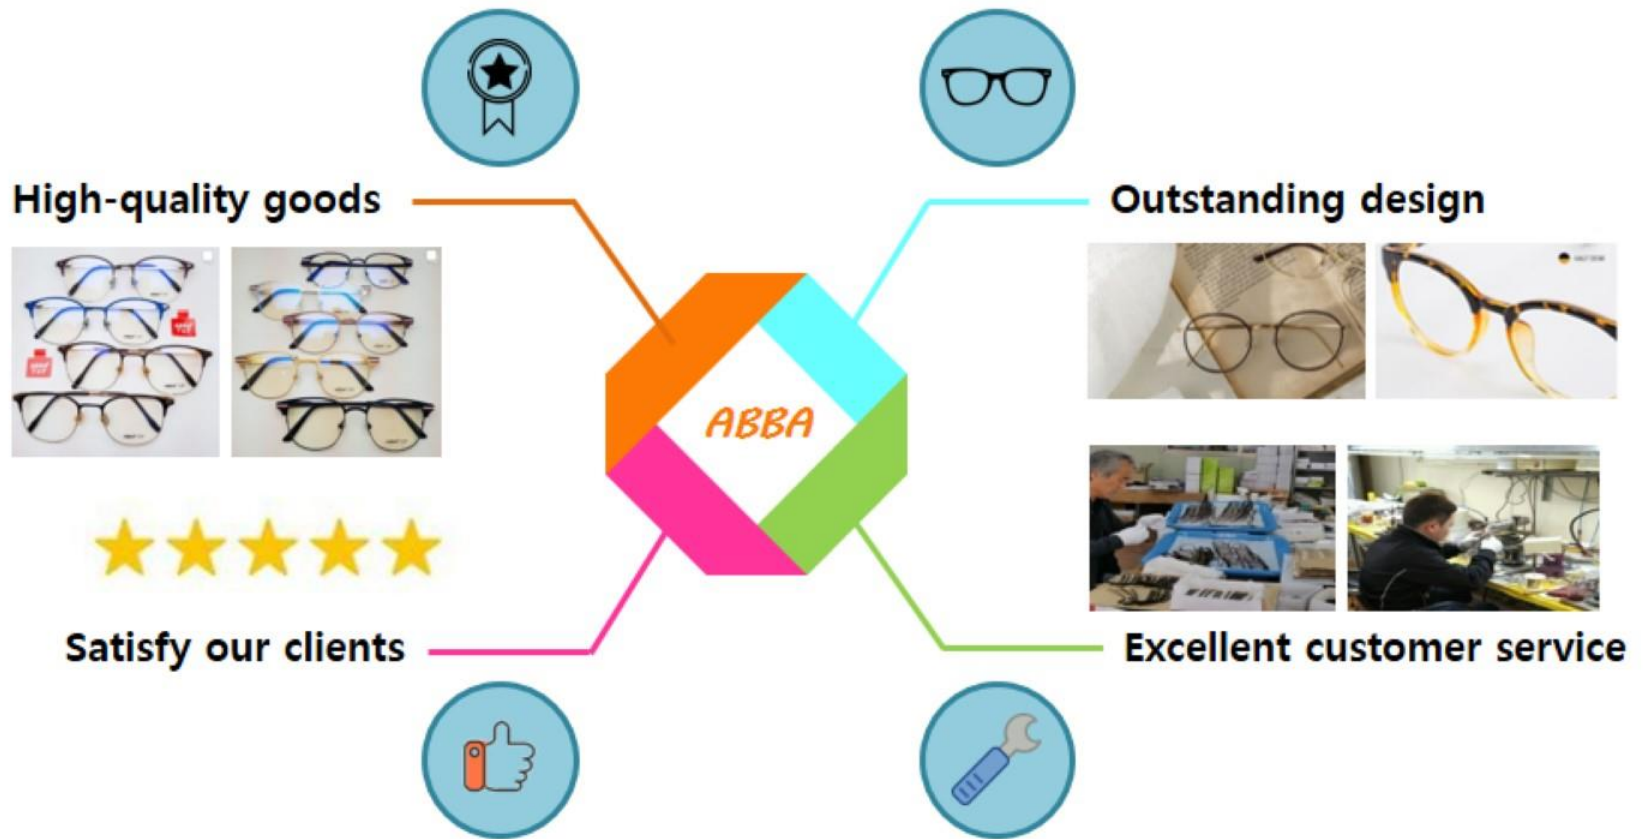 High-quality goods
Outstanding design
ABBA
Satisfy our clients
Excellent customer service